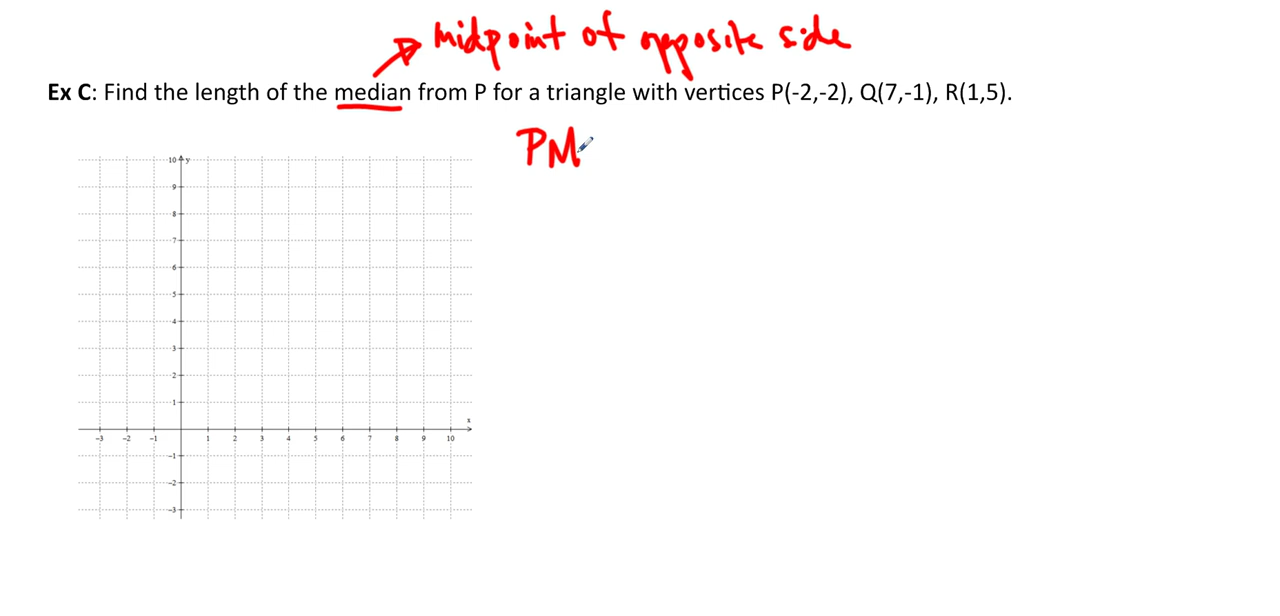 midpoint of opposite side
Ex C: Find the length of the median from P for a triangle with vertices P(-2,-2), Q(7,-1), R(1,5).
PM
10 y
9
8
7
6
5
4
3
2
1
x
-3 -2 -1 1 2 3 4 5 6 7 8 9 10
-1
-2
-3